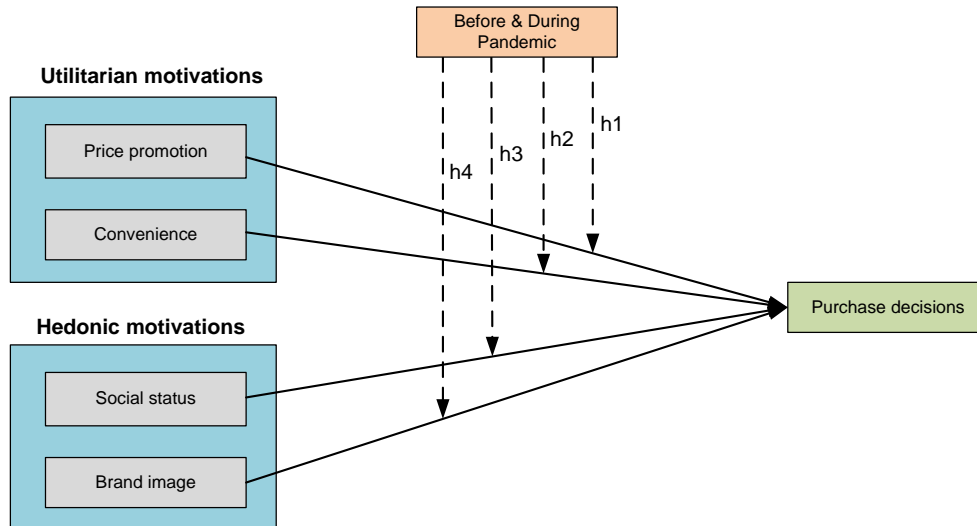 Before & During
Pandemic
Utilitarian motivations
Price promotion
h1
h2
h3
h4
Convenience
Purchase decisions
Hedonic motivations
Social status
Brand image